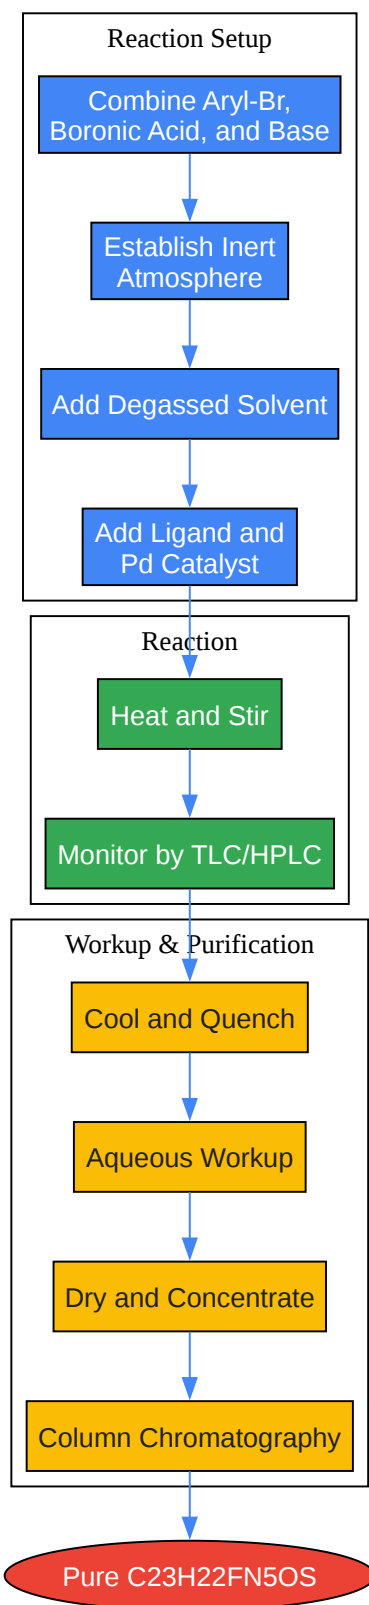 Reaction Setup
Combine Aryl-Br,
Boronic Acid, and Base
Establish Inert
Atmosphere
Add Degassed Solvent
Add Ligand and
Pd Catalyst
Reaction
Heat and Stir
Monitor by TLC/HPLC
Workup & Purification
Cool and Quench
Aqueous Workup
Dry and Concentrate
Column Chromatography
Pure C23H22FN5OS